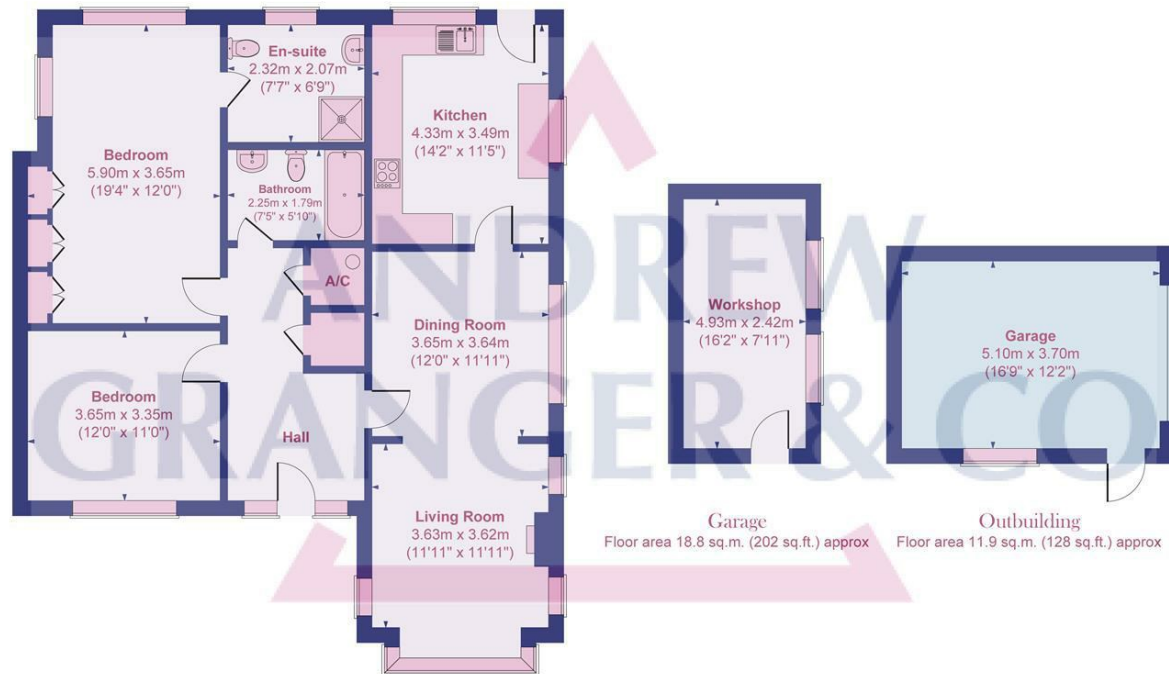 En-suite
2.32m x 2.07m
(7'7" x 6'9")
Kitchen
4.33m x 3.49m
(14'2" x 11'5")
Bedroom
5.90m x 3.65m
(19'4" x 12'0")
Bathroom
2.25m x 1.79m
(7'5" x 5'10")
A/C
Dining Room
3.65m x 3.64m
(12'0" x 11'11")
Bedroom
3.65m x 3.35m
(12'0" x 11'0")
Hall
Living Room
3.63m x 3.62m
(11'11" x 11'11")
Workshop
4.93m x 2.42m
(16'2" x 7'11")
Garage
5.10m x 3.70m
(16'9" x 12'2")
Garage
Floor area 18.8 sq.m. (202 sq.ft.) approx
Outbuilding
Floor area 11.9 sq.m. (128 sq.ft.) approx
ANDREW
GRANGER & CO